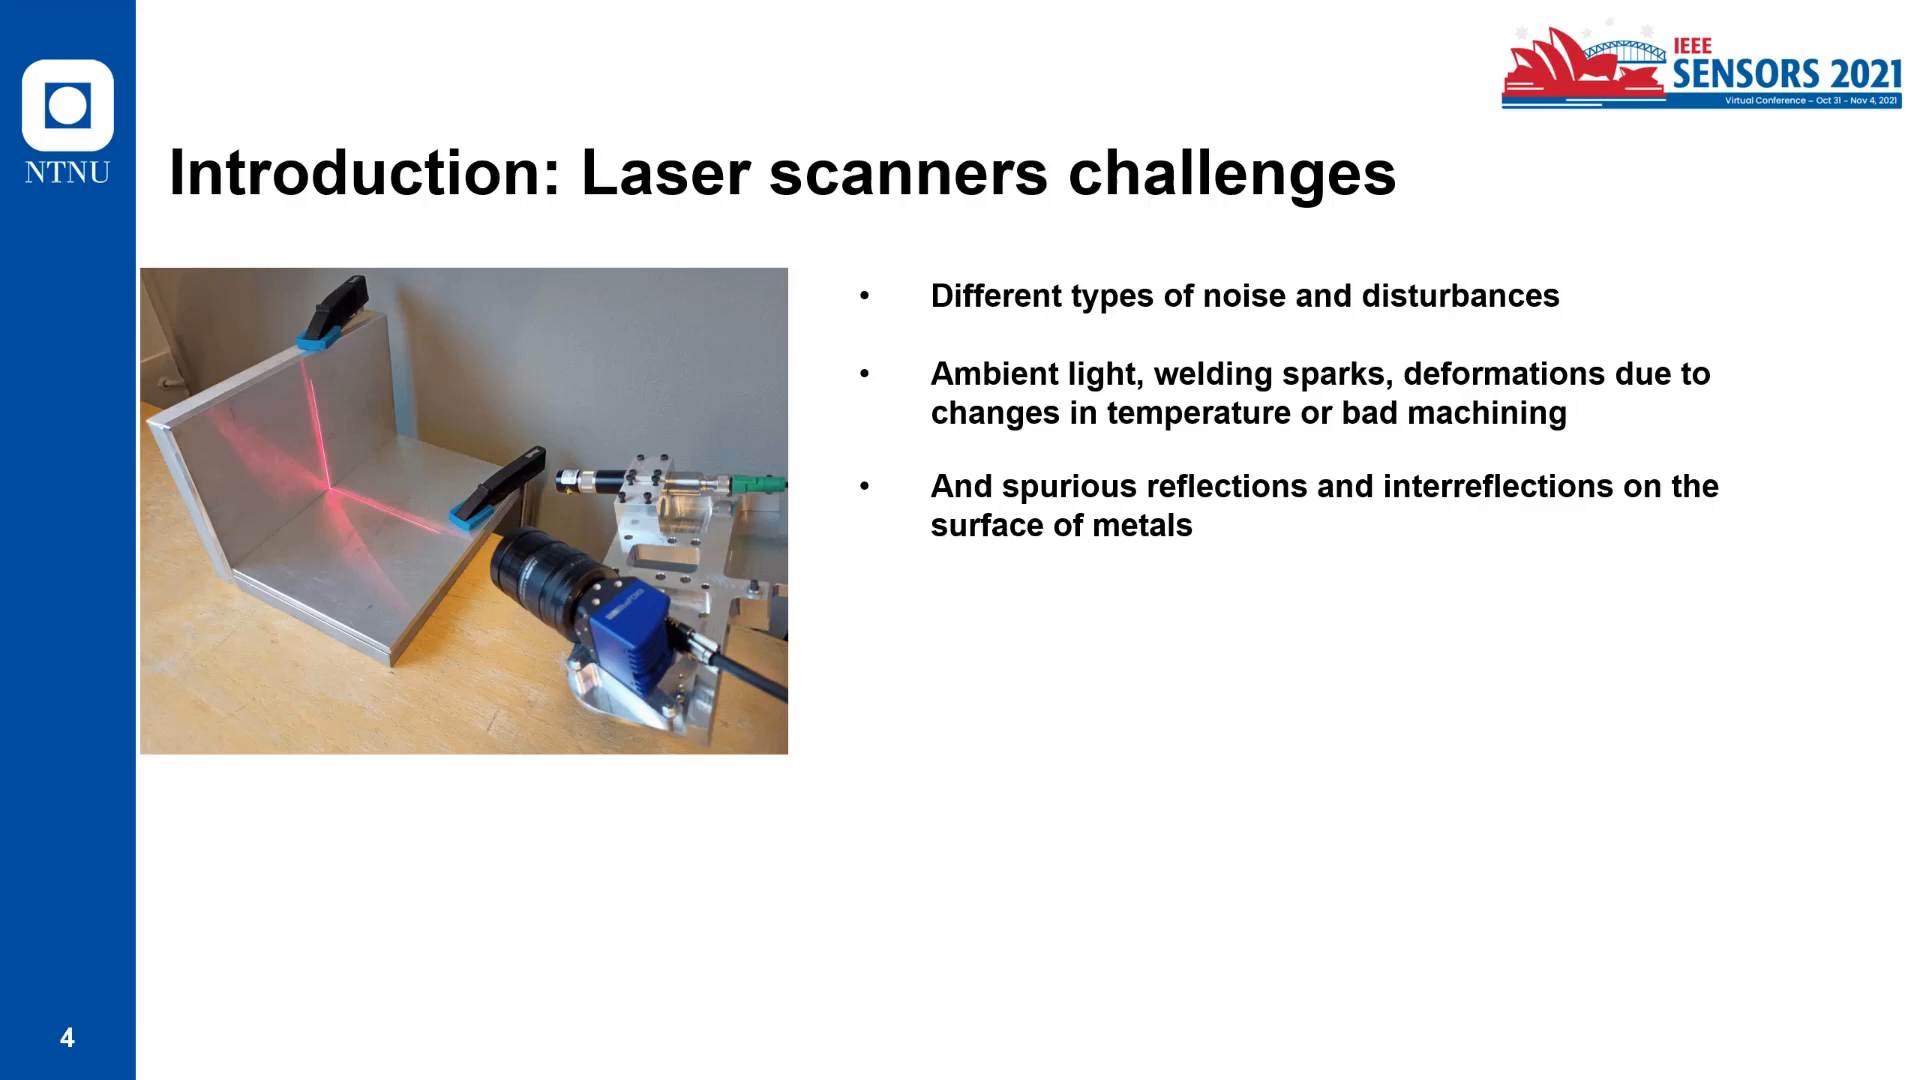 NTNU
IEEE
SENSORS 2021
Virtual Conference – Oct 31 - Nov 4, 2021
Introduction: Laser scanners challenges
• Different types of noise and disturbances
• Ambient light, welding sparks, deformations due to
changes in temperature or bad machining
• And spurious reflections and interreflections on the
surface of metals
4